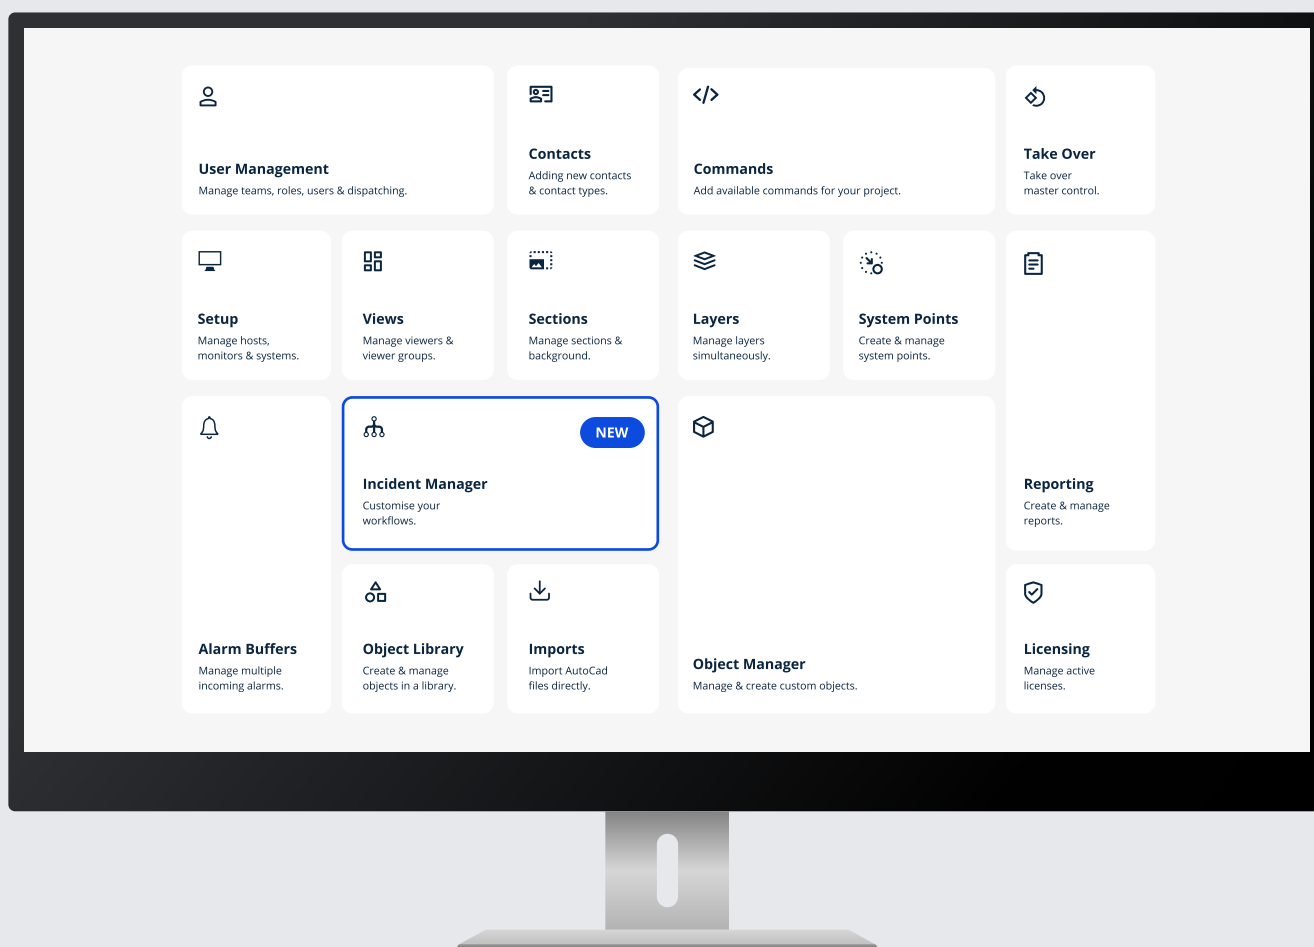 User Management
Manage teams, roles, users & dispatching.
Contacts
Adding new contacts
& contact types.
Commands
Add available commands for your project.
Take Over
Take over
master control.
Setup
Manage hosts,
monitors & systems.
Views
Manage viewers &
viewer groups.
Sections
Manage sections &
background.
Layers
Manage layers
simultaneously.
System Points
Create & manage
system points.
Reporting
Create & manage
reports.
Alarm Buffers
Manage multiple
incoming alarms.
NEW
Incident Manager
Customise your
workflows.
Object Library
Create & manage
objects in a library.
Imports
Import AutoCad
files directly.
Object Manager
Manage & create custom objects.
Licensing
Manage active
licenses.